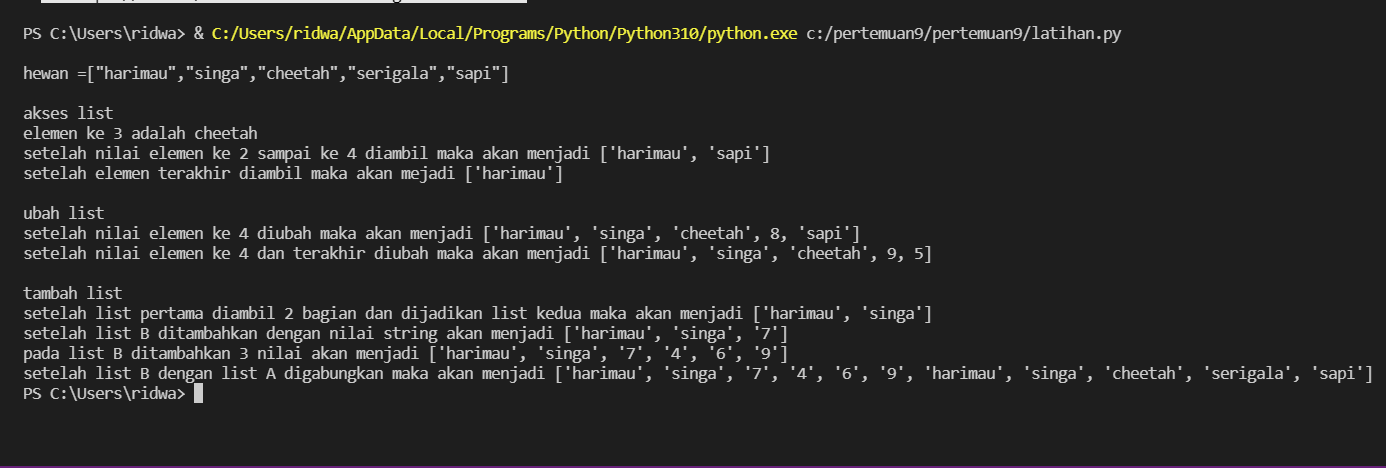 PS C:\Users\ridwa> & C:/Users/ridwa/AppData/Local/Programs/Python/Python310/python.exe c:/pertemuan9/pertemuan9/latihan.py
hewan =["harimau","singa","cheetah","serigala","sapi"]
akses list
elemen ke 3 adalah cheetah
setelah nilai elemen ke 2 sampai ke 4 diambil maka akan menjadi ['harimau', 'sapi']
setelah elemen terakhir diambil maka akan mejadi ['harimau']
ubah list
setelah nilai elemen ke 4 diubah maka akan menjadi ['harimau', 'singa', 'cheetah', 8, 'sapi']
setelah nilai elemen ke 4 dan terakhir diubah maka akan menjadi ['harimau', 'singa', 'cheetah', 9, 5]
tambah list
setelah list pertama diambil 2 bagian dan dijadikan list kedua maka akan menjadi ['harimau', 'singa']
setelah list B ditambahkan dengan nilai string akan menjadi ['harimau', 'singa', '7']
pada list B ditambahkan 3 nilai akan menjadi ['harimau', 'singa', '7', '4', '6', '9']
setelah list B dengan list A digabungkan maka akan menjadi ['harimau', 'singa', '7', '4', '6', '9', 'harimau', 'singa', 'cheetah', 'serigala', 'sapi']
PS C:\Users\ridwa>